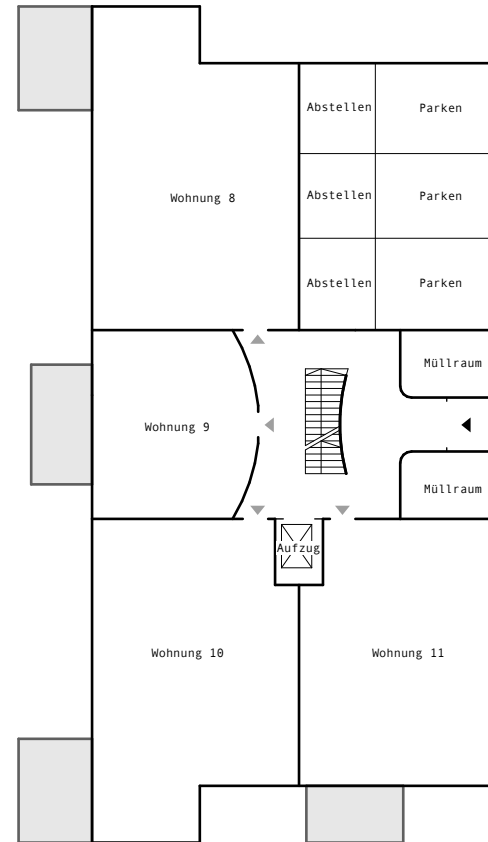 Abstellen Parken
Wohnung 8
Abstellen Parken
Abstellen Parken
Müllraum
Wohnung 9
Müllraum
Aufzug
Wohnung 10
Wohnung 11